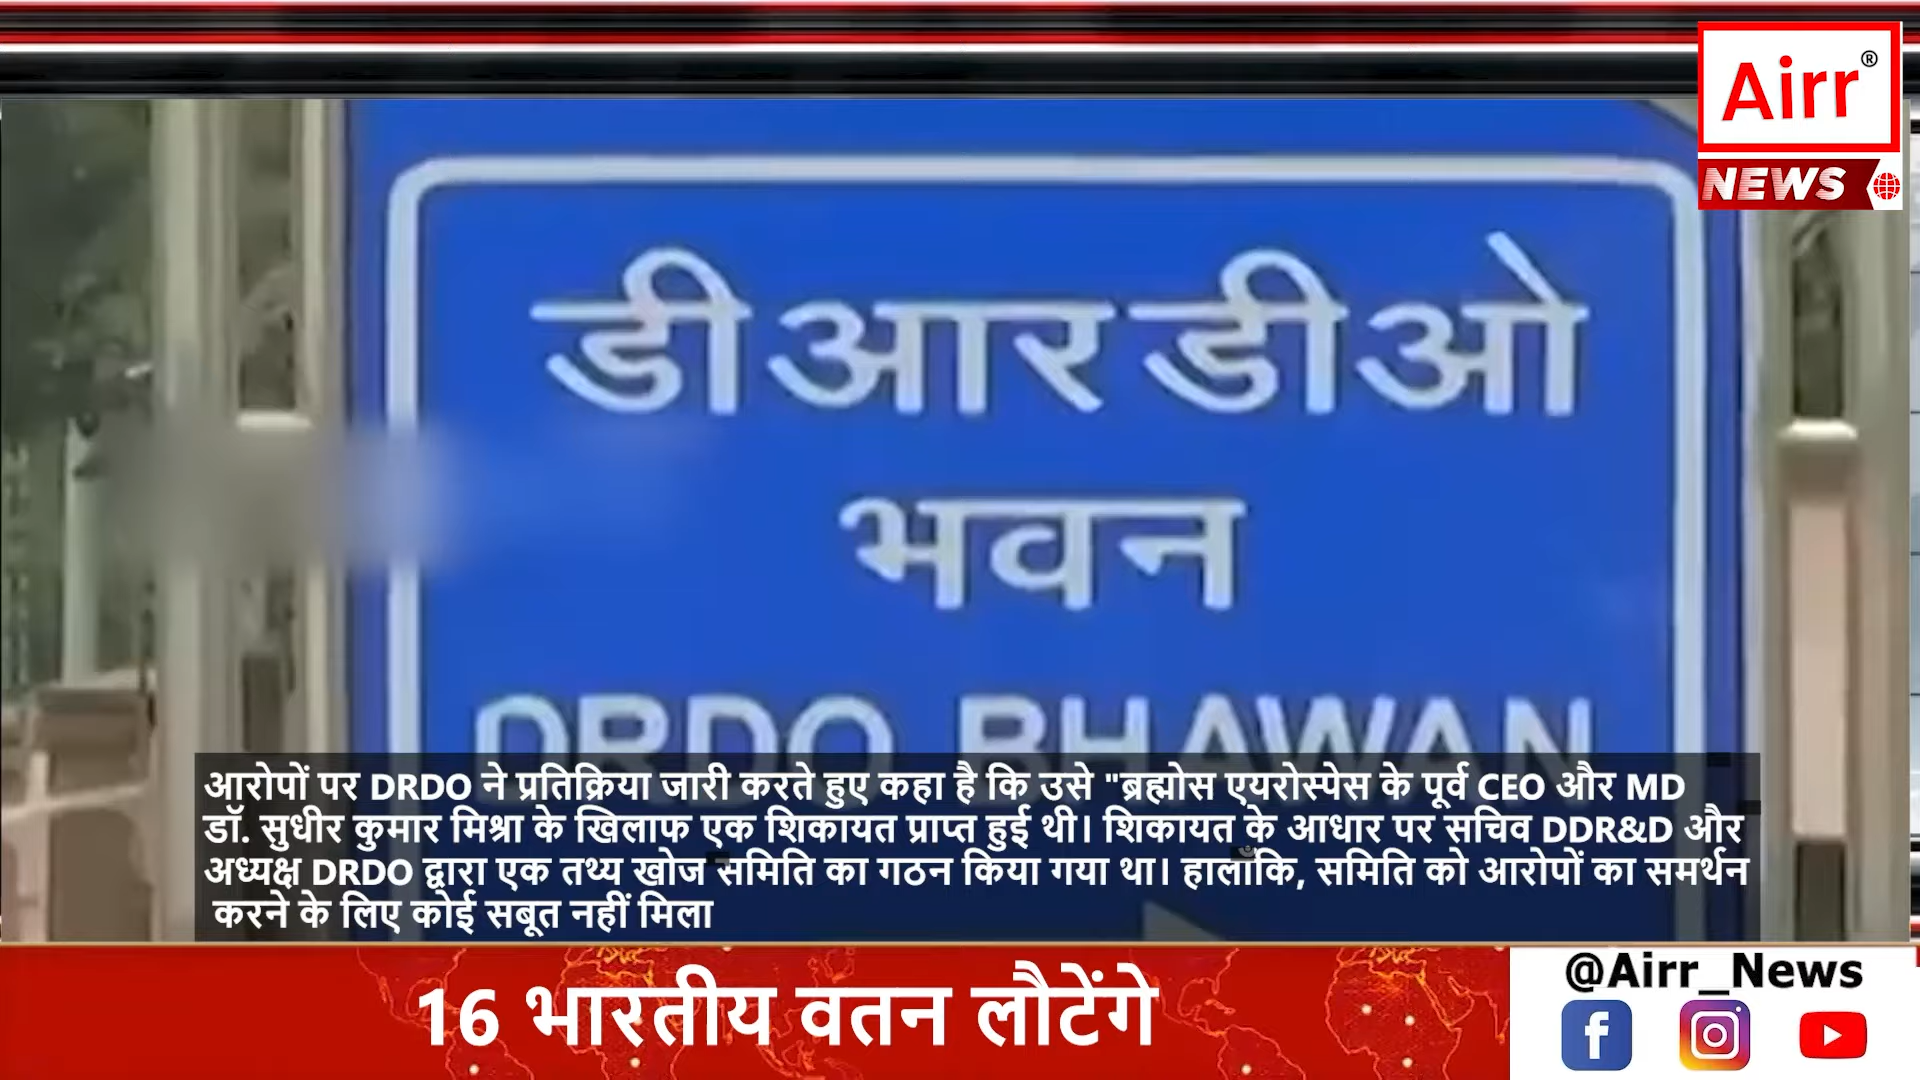 Airr®
NEWS
डीआरडीओ
भवन
DRDO BHAWAN
आरोपों पर DRDO ने प्रतिक्रिया जारी करते हुए कहा है कि उसे "ब्रह्मोस एयरोस्पेस के पूर्व CEO और MD
डॉ. सुधीर कुमार मिश्रा के खिलाफ एक शिकायत प्राप्त हुई थी। शिकायत के आधार पर सचिव DDR&D और
अध्यक्ष DRDO द्वारा एक तथ्य खोज समिति का गठन किया गया था। हालाँकि, समिति को आरोपों का समर्थन
करने के लिए कोई सबूत नहीं मिला
16 भारतीय वतन लौटेंगे
@Airr_News